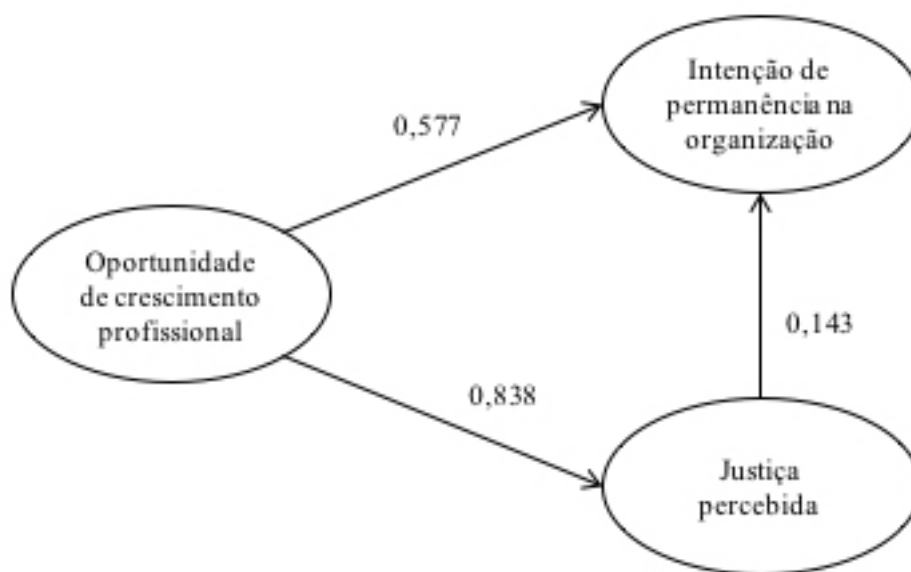 Intenção de
permanência na
organização
0,577
Oportunidade
de crescimento
profissional
0,143
0,838
Justiça
percebida